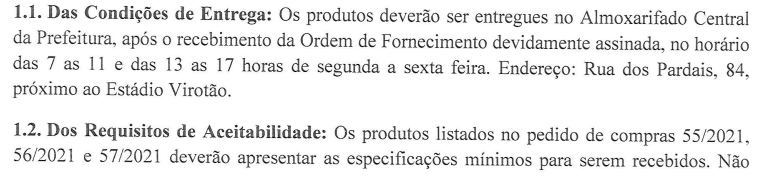 1.1. Das Condições de Entrega: Os produtos deverão ser entregues no Almoxarifado Central
da Prefeitura, após o recebimento da Ordem de Fornecimento devidamente assinada, no horário
das 7 as 11 e das 13 as 17 horas de segunda a sexta feira. Endereço: Rua dos Pardais, 84,
próximo ao Estádio Virotão.
1.2. Dos Requisitos de Aceitabilidade: Os produtos listados no pedido de compras 55/2021,
56/2021 e 57/2021 deverão apresentar as especificações mínimos para serem recebidos. Não